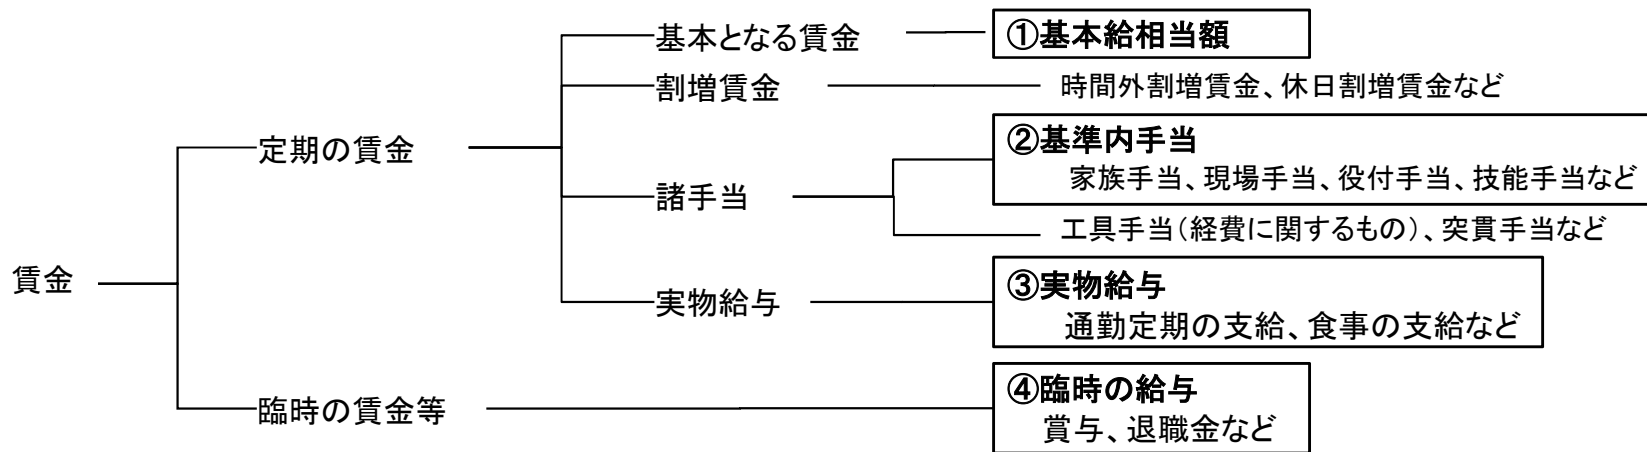 基本となる賃金
①基本給相当額
割増賃金
時間外割増賃金、休日割増賃金など
定期の賃金
②基準内手当
家族手当、現場手当、役付手当、技能手当など
諸手当
工具手当（経費に関するもの）、突貫手当など
賃金
実物給与
③実物給与
通勤定期の支給、食事の支給など
臨時の賃金等
④臨時の給与
賞与、退職金など